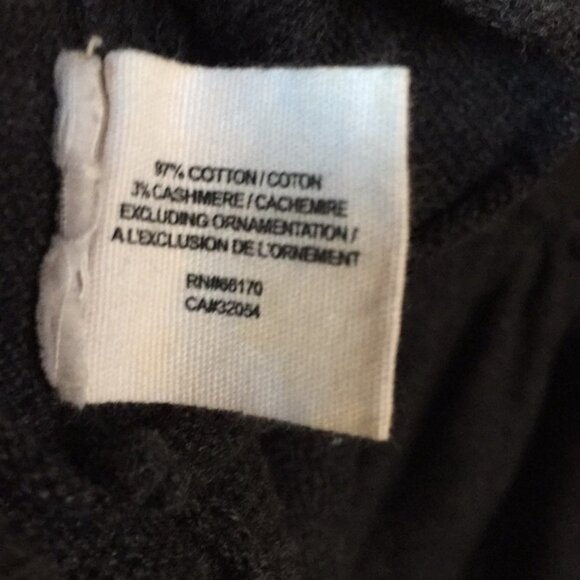 97% COTTON / COTON
3% CASHMERE / CACHEMIRE
EXCLUDING ORNAMENTATION /
A L'EXCLUSION DE L'ORNEMENT
RN#66170
CA#32054